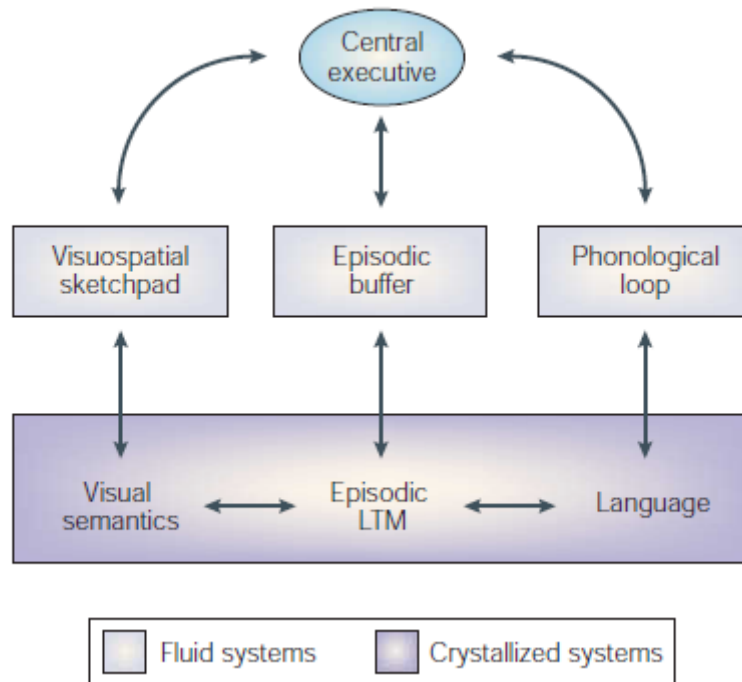 Central
executive
Visuospatial
sketchpad
Episodic
buffer
Phonological
loop
Visual
semantics
Episodic
LTM
Language
Fluid systems
Crystallized systems